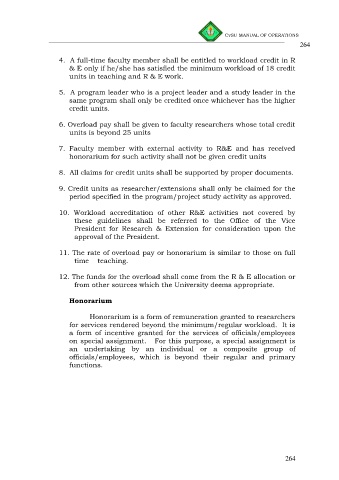 CvSU MANUAL OF OPERATIONS
264
4. A full-time faculty member shall be entitled to workload credit in R
& E only if he/she has satisfied the minimum workload of 18 credit
units in teaching and R & E work.
5. A program leader who is a project leader and a study leader in the
same program shall only be credited once whichever has the higher
credit units.
6. Overload pay shall be given to faculty researchers whose total credit
units is beyond 25 units
7. Faculty member with external activity to R&E and has received
honorarium for such activity shall not be given credit units
8. All claims for credit units shall be supported by proper documents.
9. Credit units as researcher/extensions shall only be claimed for the
period specified in the program/project study activity as approved.
10. Workload accreditation of other R&E activities not covered by
these guidelines shall be referred to the Office of the Vice
President for Research & Extension for consideration upon the
approval of the President.
11. The rate of overload pay or honorarium is similar to those on full
time teaching.
12. The funds for the overload shall come from the R & E allocation or
from other sources which the University deems appropriate.
Honorarium
Honorarium is a form of remuneration granted to researchers
for services rendered beyond the minimum/regular workload. It is
a form of incentive granted for the services of officials/employees
on special assignment. For this purpose, a special assignment is
an undertaking by an individual or a composite group of
officials/employees, which is beyond their regular and primary
functions.
264